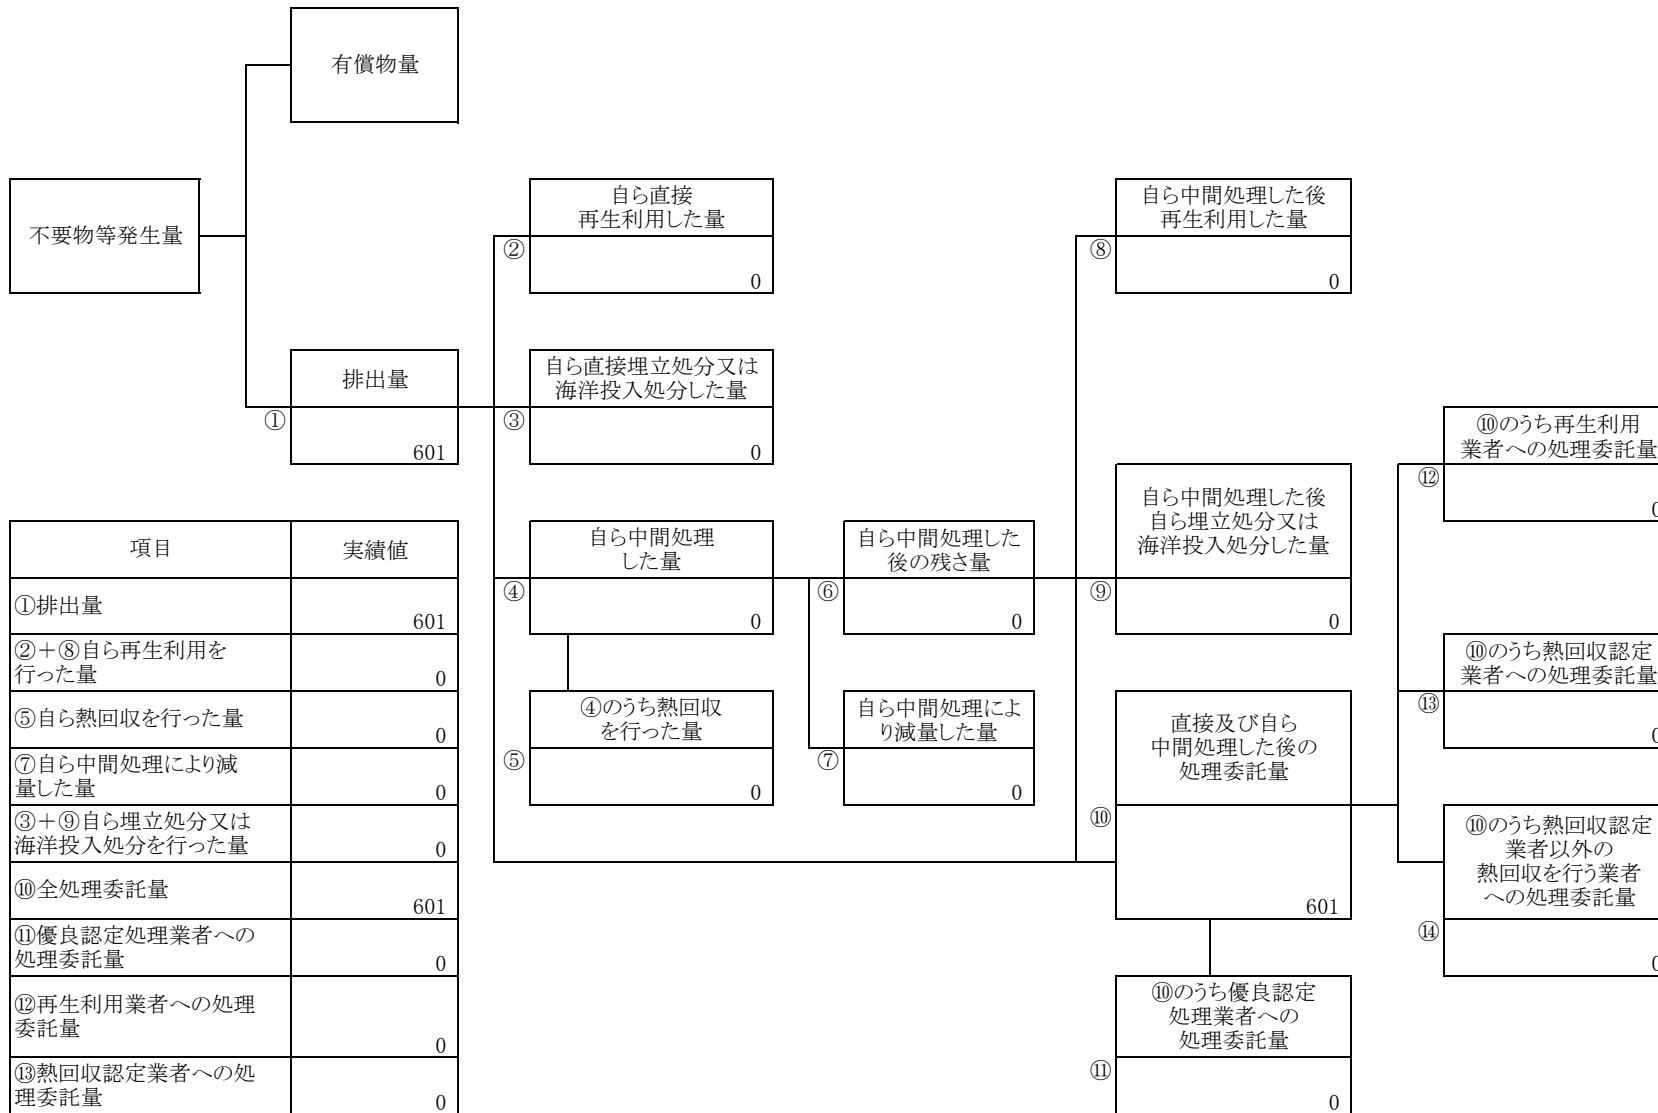 有償物量
不要物等発生量
自ら直接
再生利用した量
②
0
自ら中間処理した後
再生利用した量
⑧
0
排出量
①
601
自ら直接埋立処分又は
海洋投入処分した量
③
0
⑩のうち再生利用
業者への処理委託量
⑫
0
自ら中間処理した後
自ら埋立処分又は
海洋投入処分した量
⑨
0
自ら中間処理
した量
④
0
自ら中間処理した
後の残さ量
⑥
0
⑩のうち熱回収認定
業者への処理委託量
⑬
0
④のうち熱回収
を行った量
⑤
0
自ら中間処理によ
り減量した量
⑦
0
直接及び自ら
中間処理した後の
処理委託量
⑩
601
⑩のうち熱回収認定
業者以外の
熱回収を行う業者
への処理委託量
⑭
0
⑩のうち優良認定
処理業者への
処理委託量
⑪
0
項目 実績値
①排出量 601
②+⑧自ら再生利用を
行った量 0
⑤自ら熱回収を行った量 0
⑦自ら中間処理により減
量した量 0
③+⑨自ら埋立処分又は
海洋投入処分を行った量 0
⑩全処理委託量 601
⑪優良認定処理業者への
処理委託量 0
⑫再生利用業者への処理
委託量 0
⑬熱回収認定業者への処
理委託量 0